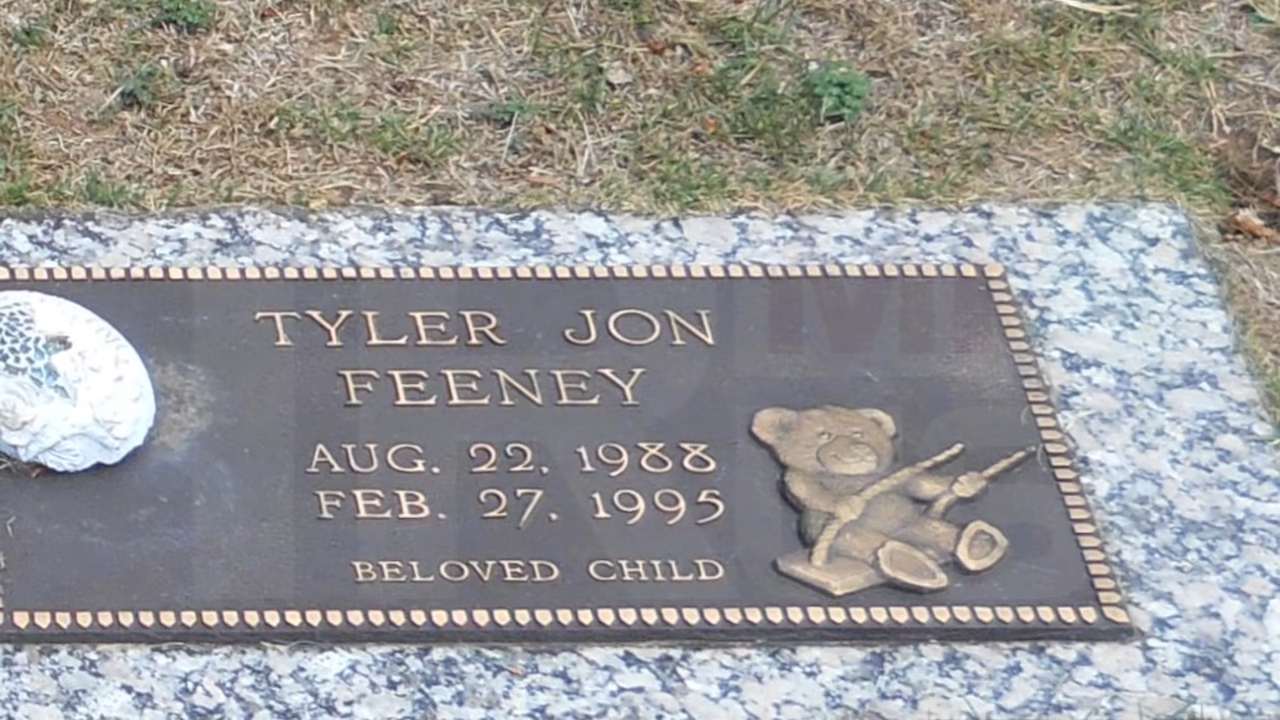 TYLER JON
FEENEY
AUG. 22, 1988
FEB. 27, 1995
BELOVED CHILD